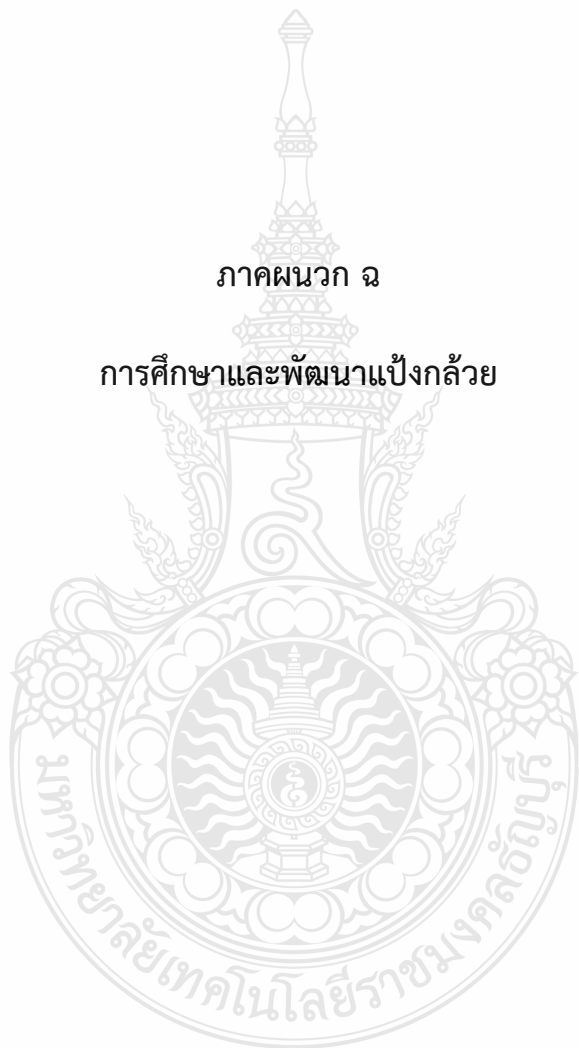 ภาคผนวก ฉ
การศึกษาและพัฒนาแป้งกล้วย
มหาวิทยาลัยเทคโนโลยีราชมงคลธัญบุรี